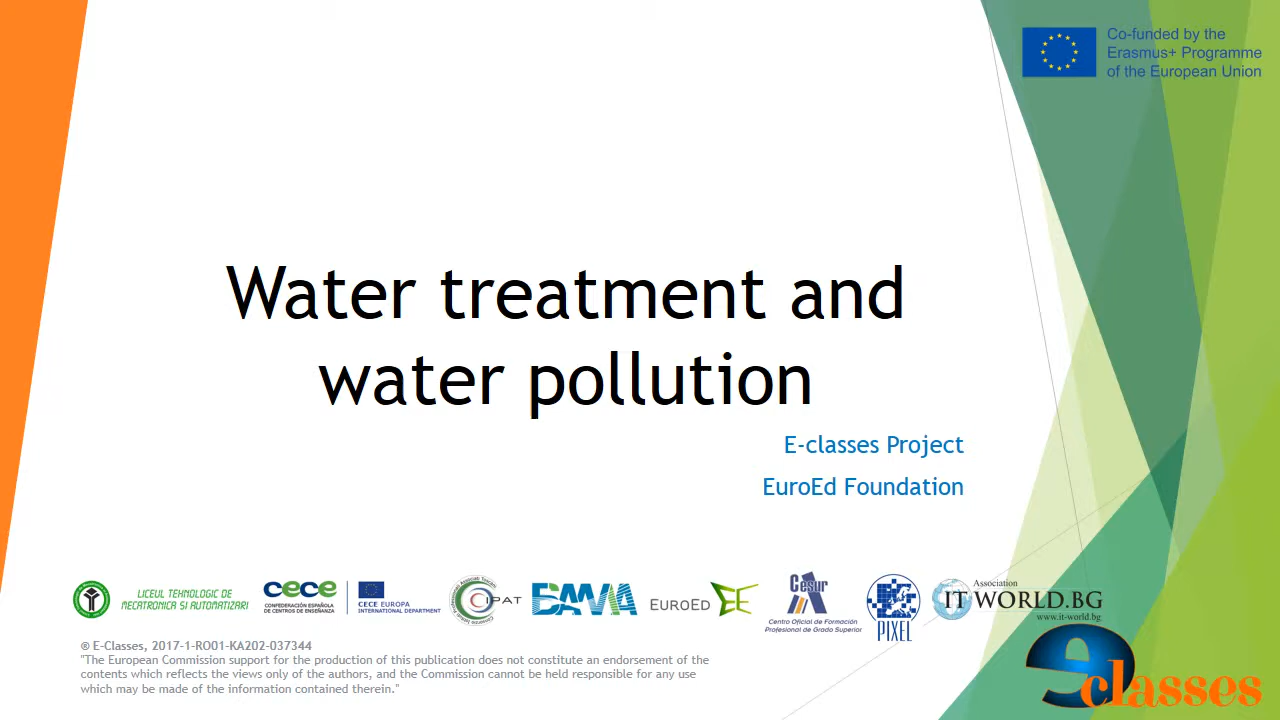 Co-funded by the
Erasmus+ Programme
of the European Union
Water treatment and
water pollution
E-classes Project
EuroEd Foundation
LICEUL TEHNOLOGIC DE
MECATRONICA SI AUTOMATIZARI
cece
CONFEDERACIÓN ESPAÑOLA
DE CENTROS DE ENSEÑANZA
CECE EUROPA
INTERNATIONAL DEPARTMENT
CIPAT
EUROED
Cesur
Centro Oficial de Formación
Profesional de Grado Superior
PIXEL
Association
IT WORLD.BG
www.it-world.bg
® E-Classes, 2017-1-RO01-KA202-037344
"The European Commission support for the production of this publication does not constitute an endorsement of the
contents which reflects the views only of the authors, and the Commission cannot be held responsible for any use
which may be made of the information contained therein."
eclasses